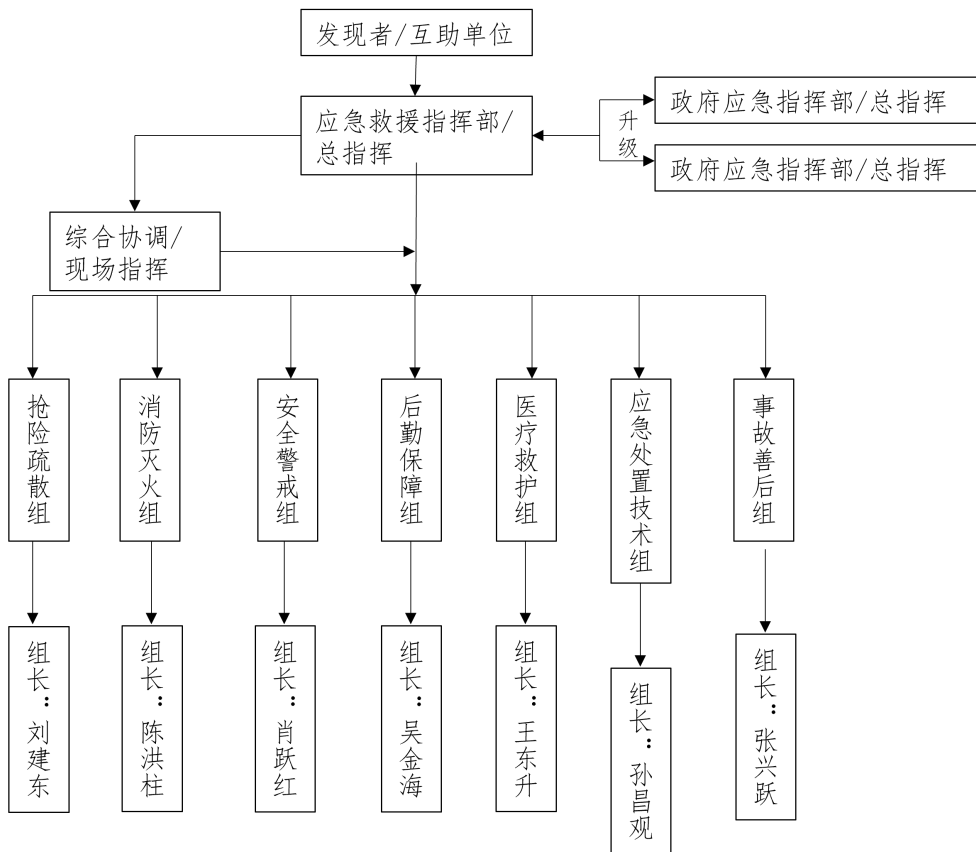 发现者/互助单位
应急救援指挥部/
总指挥
升
级
政府应急指挥部/总指挥
政府应急指挥部/总指挥
综合协调/
现场指挥
抢险疏散组
消防灭火组
安全警戒组
后勤保障组
医疗救护组
应急处置技术组
事故善后组
组长：刘建东
组长：陈洪柱
组长：肖跃红
组长：吴金海
组长：王东升
组长：孙昌观
组长：张兴跃